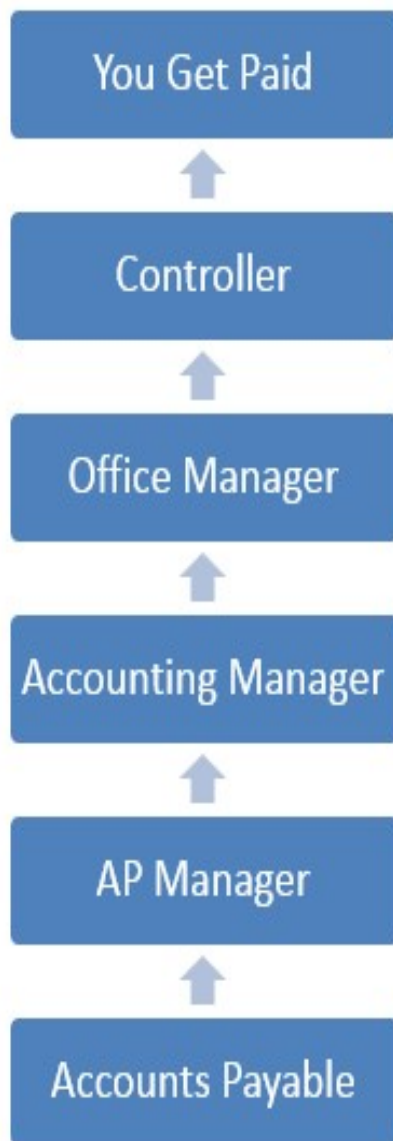 You Get Paid
Controller
Office Manager
Accounting Manager
AP Manager
Accounts Payable